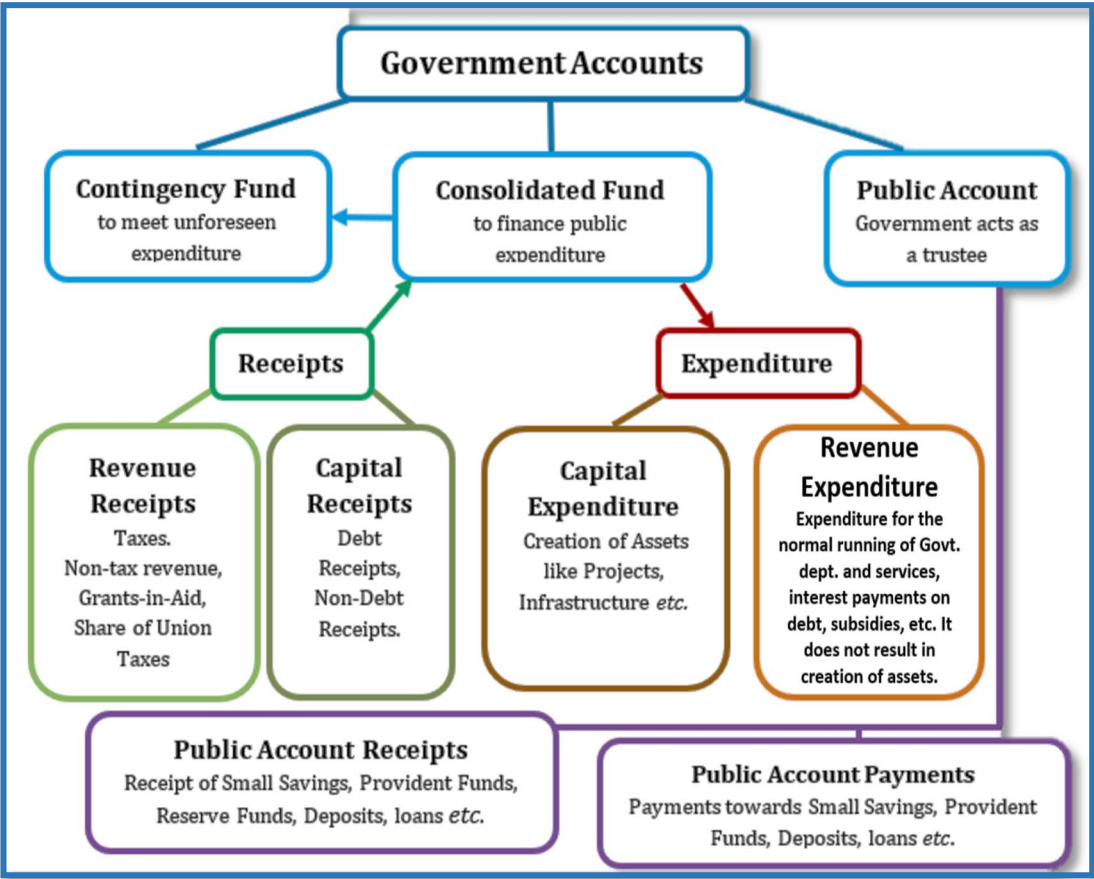 Government Accounts
Contingency Fund
to meet unforeseen
expenditure
Consolidated Fund
to finance public
expenditure
Public Account
Government acts as
a trustee
Receipts
Expenditure
Revenue
Receipts
Taxes.
Non-tax revenue,
Grants-in-Aid,
Share of Union
Taxes
Capital
Receipts
Debt
Receipts,
Non-Debt
Receipts.
Capital
Expenditure
Creation of Assets
like Projects,
Infrastructure etc.
Revenue
Expenditure
Expenditure for the
normal running of Govt.
dept. and services,
interest payments on
debt, subsidies, etc. It
does not result in
creation of assets.
Public Account Receipts
Receipt of Small Savings, Provident Funds,
Reserve Funds, Deposits, loans etc.
Public Account Payments
Payments towards Small Savings, Provident
Funds, Deposits, loans etc.